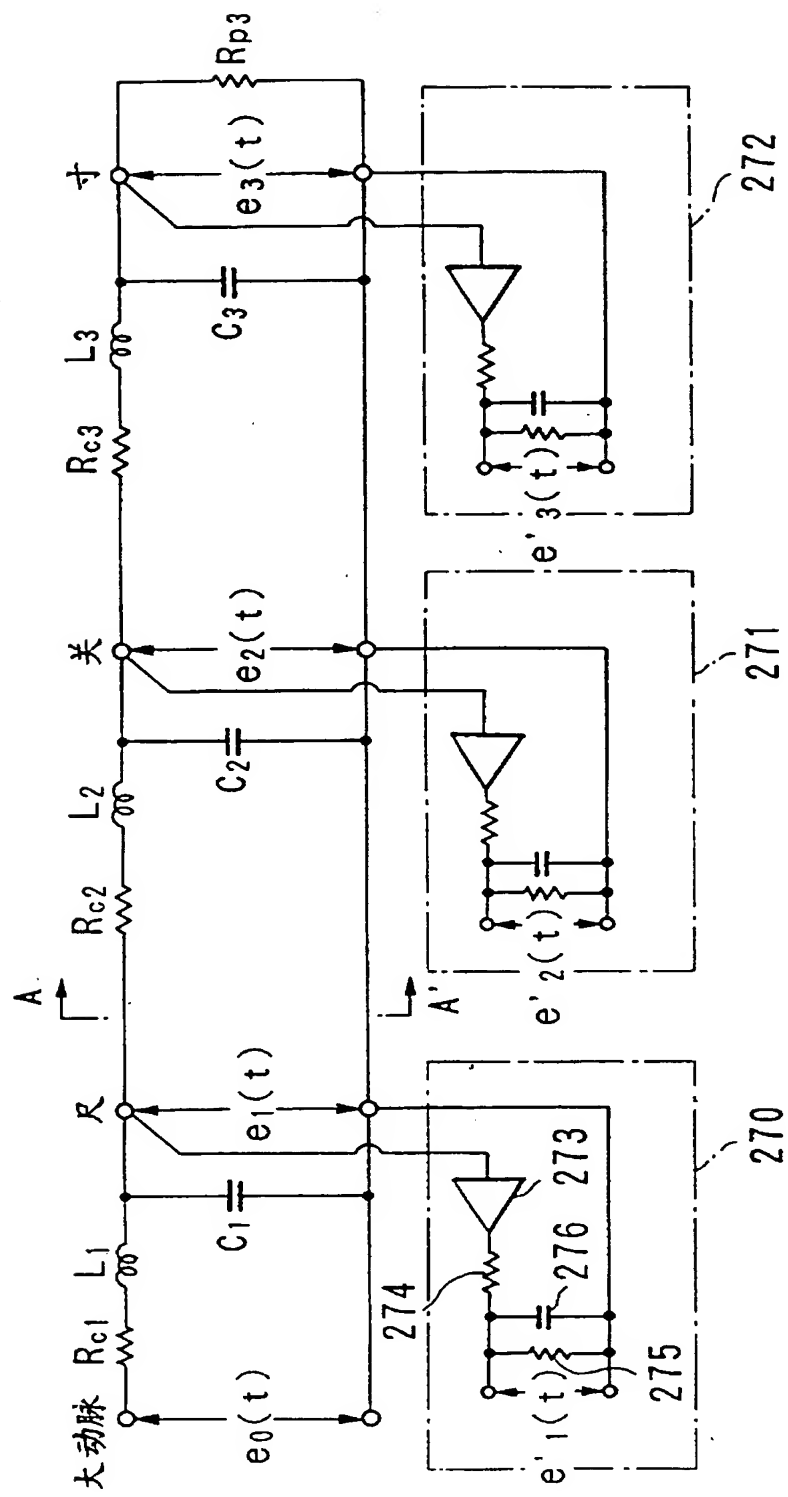 大动脉
Rc1
L1
C1
e0(t)
尺
e1(t)
A
A'
Rc2
L2
C2
关
e2(t)
Rc3
L3
C3
寸
e3(t)
Rp3
e'1(t)
274
276
275
273
270
e'2(t)
271
e'3(t)
272